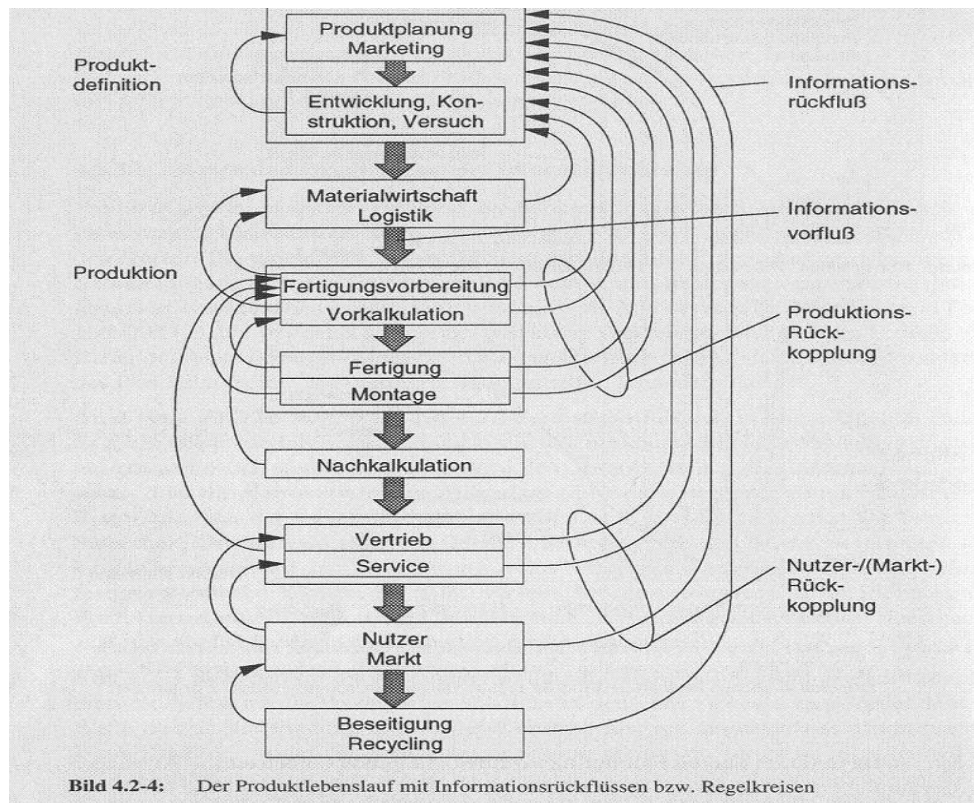 Produktplanung
Marketing
Produkt-
definition
Informations-
rückfluß
Entwicklung, Kon-
struktion, Versuch
Materialwirtschaft
Logistik
Informations-
vorfluß
Produktion
Fertigungsvorbereitung
Vorkalkulation
Produktions-
Rück-
kopplung
Fertigung
Montage
Nachkalkulation
Vertrieb
Service
Nutzer-/(Markt-)
Rück-
kopplung
Nutzer
Markt
Beseitigung
Recycling
Bild 4.2-4: Der Produktlebenslauf mit Informationsrückflüssen bzw. Regelkreisen